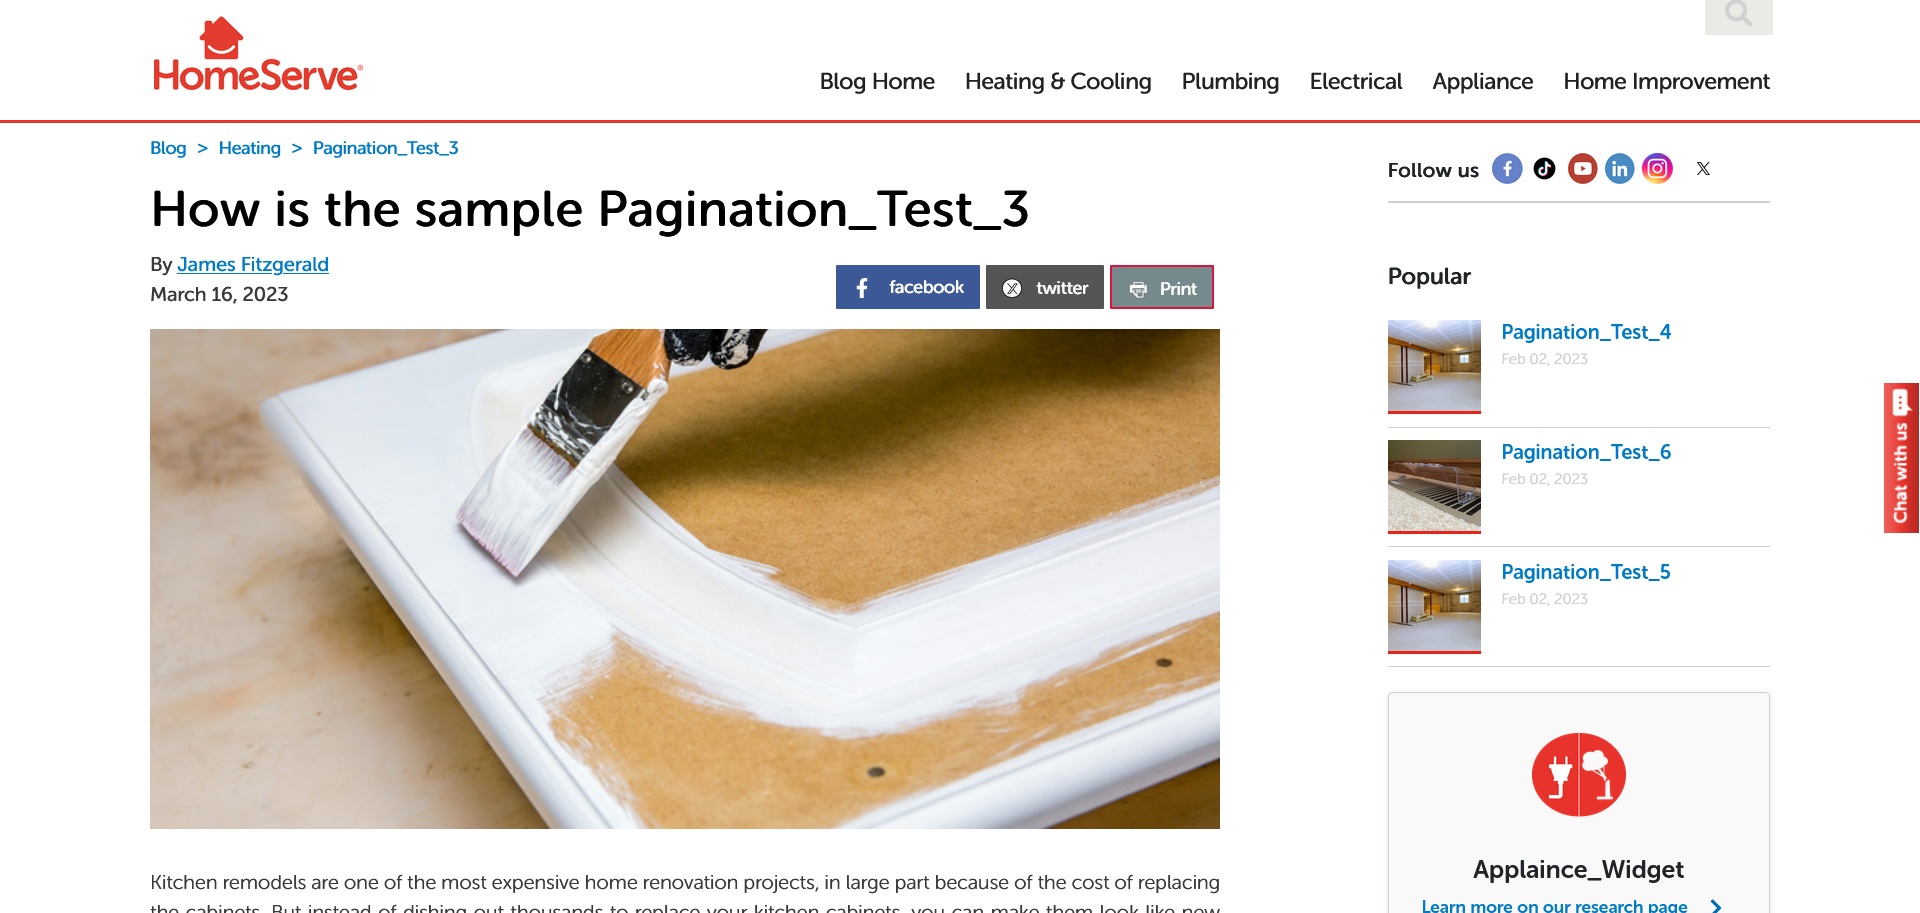 HomeServe®
Blog Home Heating & Cooling Plumbing Electrical Appliance Home Improvement
Blog > Heating > Pagination_Test_3
How is the sample Pagination_Test_3
By James Fitzgerald
March 16, 2023
facebook twitter Print
Kitchen remodels are one of the most expensive home renovation projects, in large part because of the cost of replacing
the cabinets. But instead of dishing out thousands to replace your kitchen cabinets, you can make them look like new
Follow us
Popular
Pagination_Test_4
Feb 02, 2023
Pagination_Test_6
Feb 02, 2023
Pagination_Test_5
Feb 02, 2023
Applaince_Widget
Learn more on our research page
Chat with us